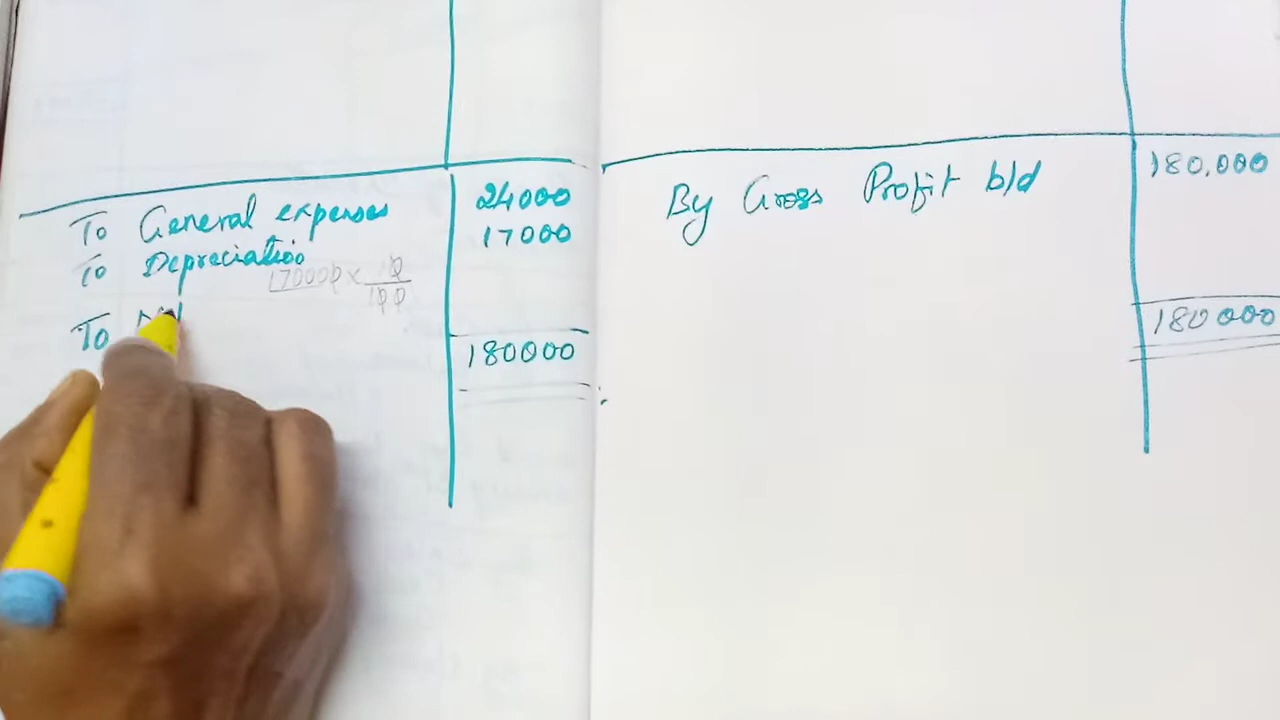 To General expenses 24000
To Depreciation 17000
170000 × 10/100
To
180000
By Gross Profit b/d 180,000
180000